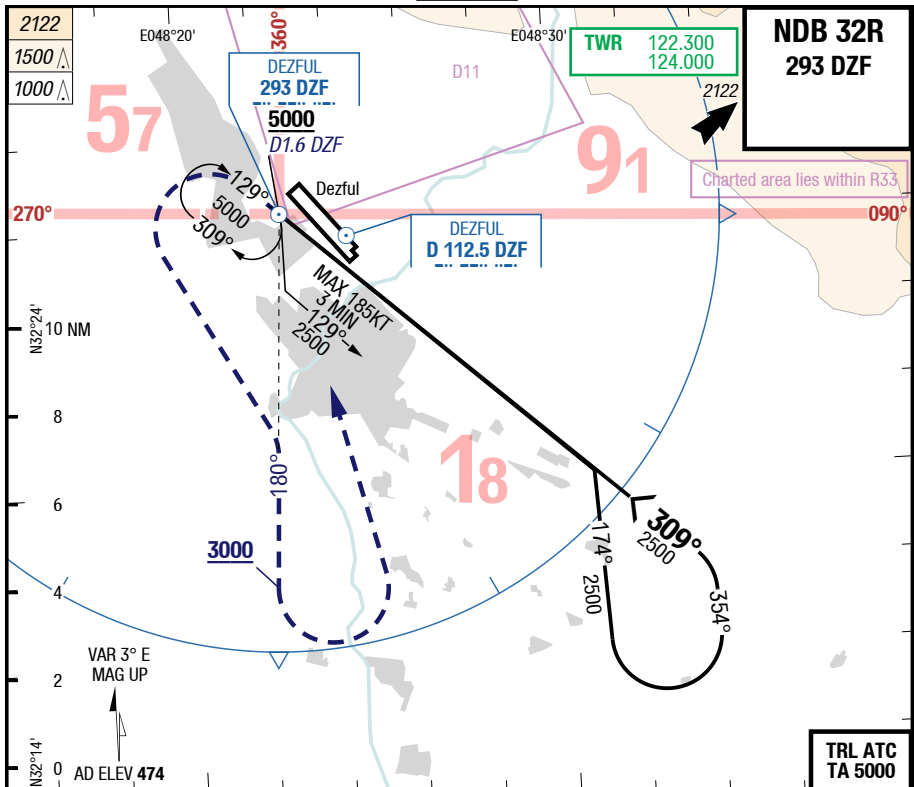 2122
1500
1000
E048°20'
360°
E048°30'
TWR 122.300
124.000
NDB 32R
293 DZF
DEZFUL
293 DZF
5000
D1.6 DZF
D11
2122
57
91
Charted area lies within R33
Dezful
129°
5000
309°
270°
090°
DEZFUL
D 112.5 DZF
MAX 185KT
3 MIN
129°
2500
N32°24'
10 NM
8
18
180°
6
309°
2500
174°
2500
3000
4
354°
VAR 3° E
MAG UP
2
N32°14'
0
AD ELEV 474
TRL ATC
TA 5000